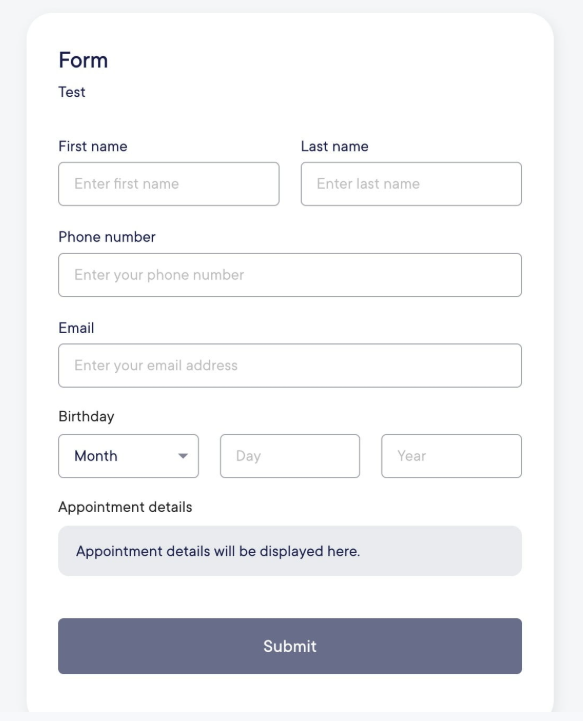 Form
Test
First name
Last name
Enter first name
Enter last name
Phone number
Enter your phone number
Email
Enter your email address
Birthday
Month
Day
Year
Appointment details
Appointment details will be displayed here.
Submit